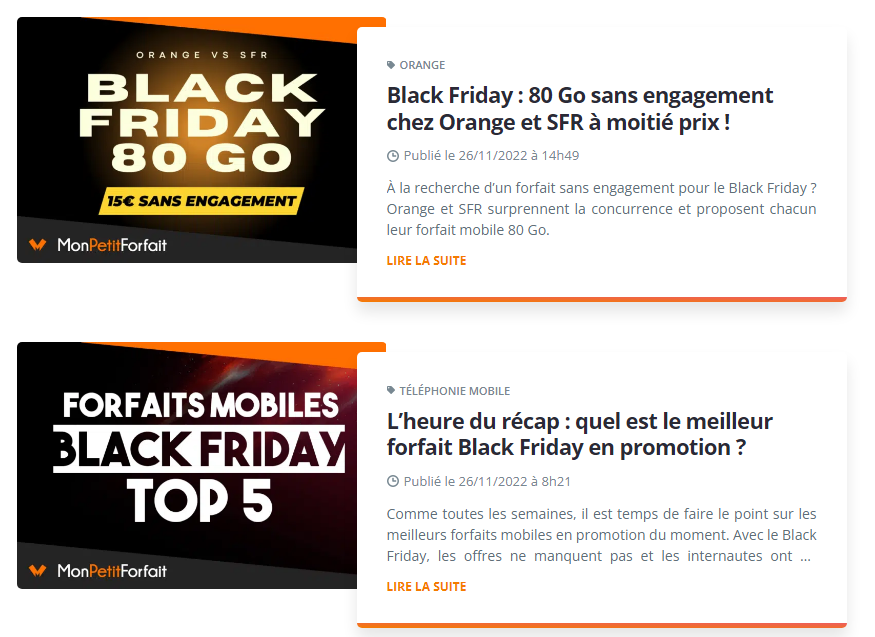 ORANGE VS SFR
BLACK
FRIDAY
80 GO
15€ SANS ENGAGEMENT
MonPetitForfait
ORANGE
Black Friday : 80 Go sans engagement
chez Orange et SFR à moitié prix !
Publié le 26/11/2022 à 14h49
À la recherche d’un forfait sans engagement pour le Black Friday ?
Orange et SFR surprennent la concurrence et proposent chacun
leur forfait mobile 80 Go.
LIRE LA SUITE
FORFAITS MOBILES
BLACK FRIDAY
TOP 5
MonPetitForfait
TÉLÉPHONIE MOBILE
L’heure du récap : quel est le meilleur
forfait Black Friday en promotion ?
Publié le 26/11/2022 à 8h21
Comme toutes les semaines, il est temps de faire le point sur les
meilleurs forfaits mobiles en promotion du moment. Avec le Black
Friday, les offres ne manquent pas et les internautes ont ...
LIRE LA SUITE